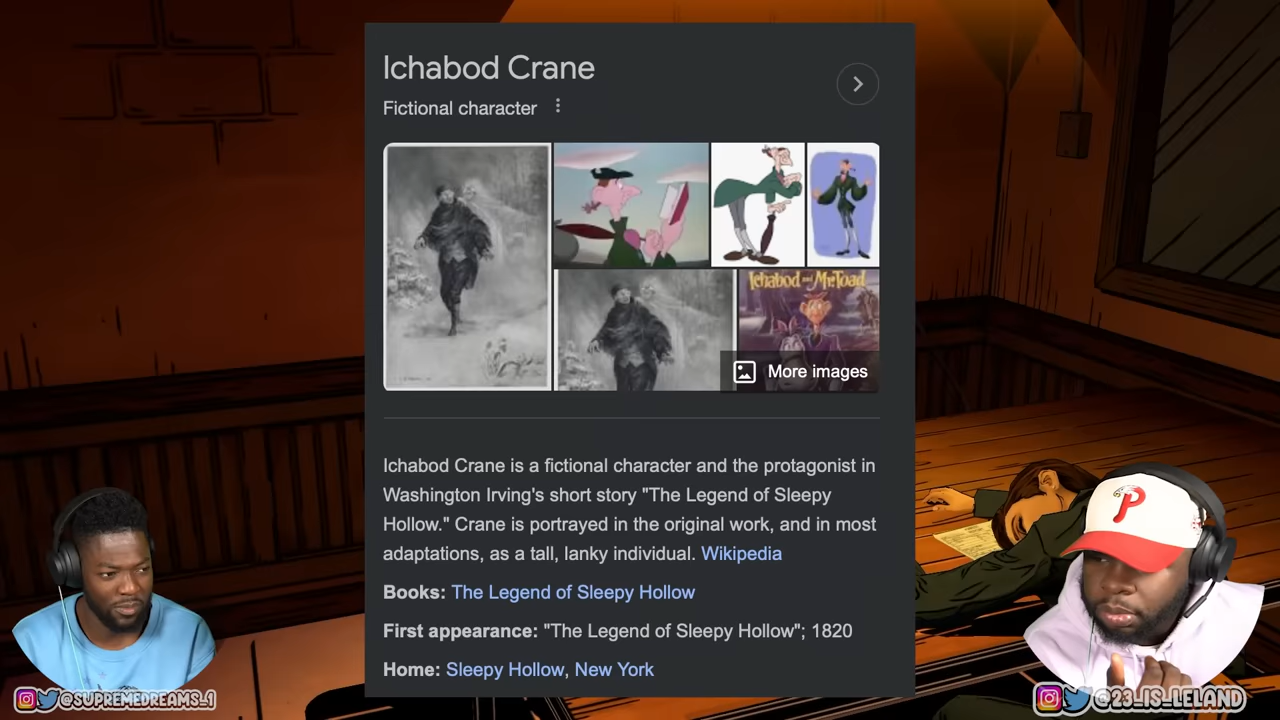 Ichabod Crane
Fictional character
Ichabod and Mr. Toad
More images
Ichabod Crane is a fictional character and the protagonist in
Washington Irving's short story "The Legend of Sleepy
Hollow." Crane is portrayed in the original work, and in most
adaptations, as a tall, lanky individual. Wikipedia
Books: The Legend of Sleepy Hollow
First appearance: "The Legend of Sleepy Hollow"; 1820
Home: Sleepy Hollow, New York
P
@SUPREMEDREAMS_1
@23_IS_LELAND